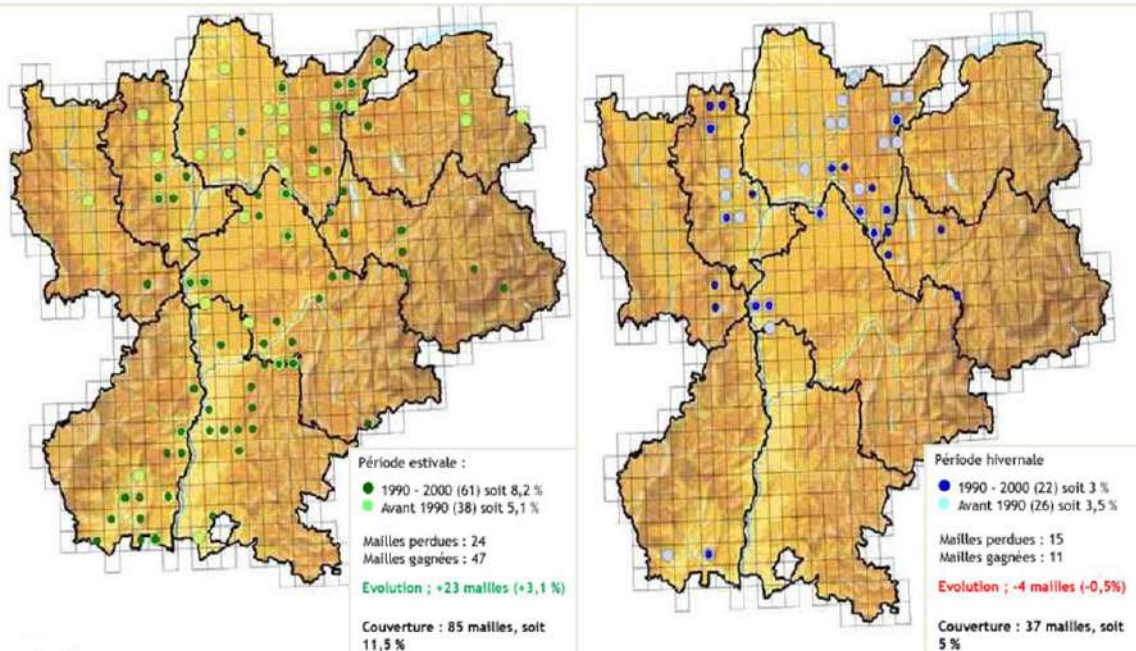 Période estivale :
1990 - 2000 (61) soit 8,2 %
Avant 1990 (38) soit 5,1 %
Mailles perdues : 24
Mailles gagnées : 47
Evolution ; +23 mailles (+3,1 %)
Couverture : 85 mailles, soit
11,5 %
Période hivernale
1990 - 2000 (22) soit 3 %
Avant 1990 (26) soit 3,5 %
Mailles perdues : 15
Mailles gagnées : 11
Evolution ; -4 mailles (-0,5%)
Couverture : 37 mailles, soit
5 %